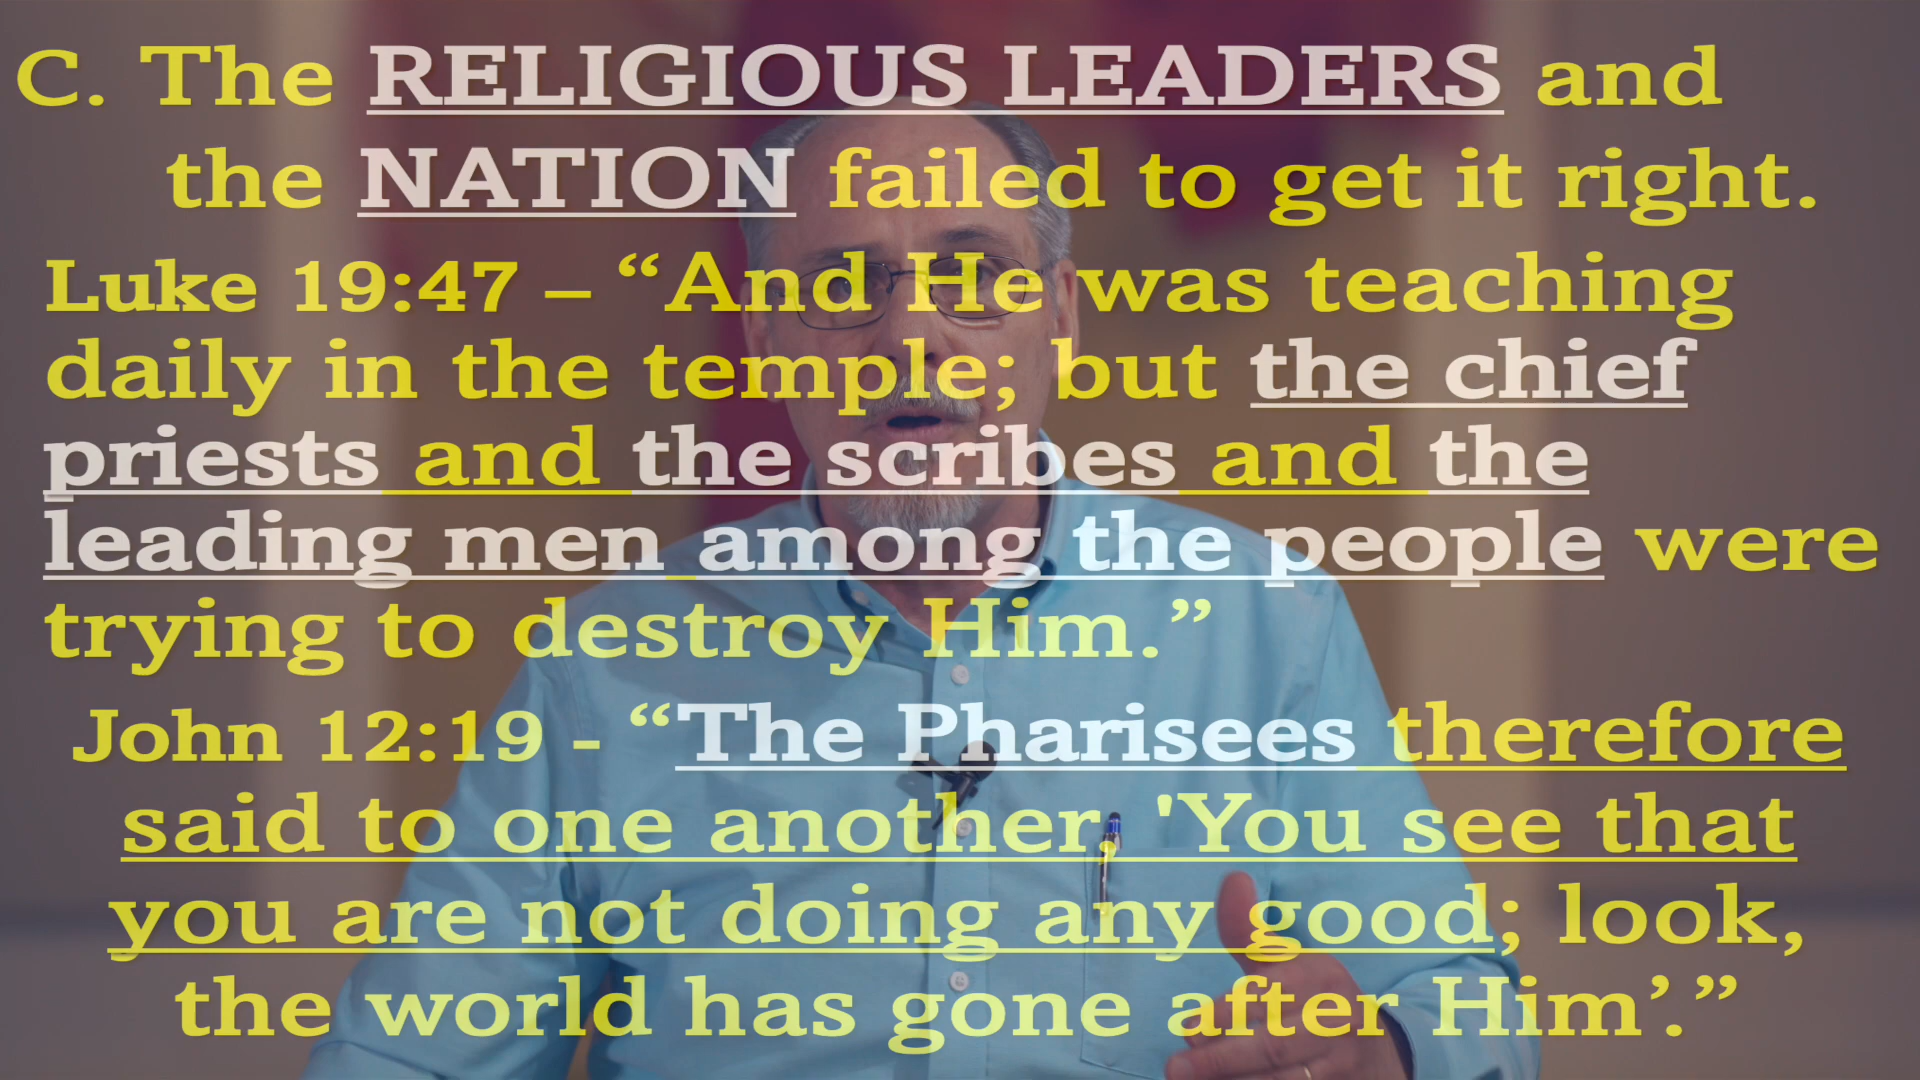 C. The RELIGIOUS LEADERS and
the NATION failed to get it right.
Luke 19:47 – “And He was teaching
daily in the temple; but the chief
priests and the scribes and the
leading men among the people were
trying to destroy Him.”
John 12:19 - “The Pharisees therefore
said to one another, 'You see that
you are not doing any good; look,
the world has gone after Him’.”